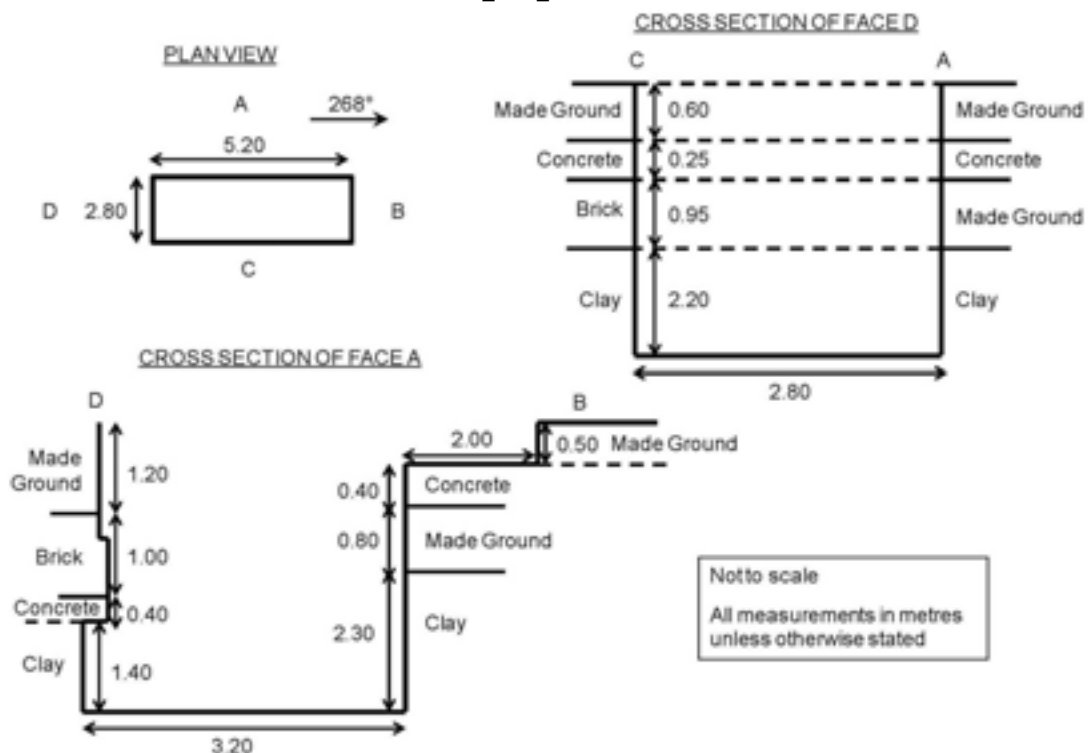 CROSS SECTION OF FACE D
PLAN VIEW
A
268°
5.20
D
2.80
B
C
C
A
Made Ground
0.60
Made Ground
Concrete
0.25
Concrete
Brick
0.95
Made Ground
Clay
2.20
Clay
2.80
CROSS SECTION OF FACE A
D
B
Made
Ground
1.20
2.00
0.50
Made Ground
0.40
Concrete
Brick
1.00
0.80
Made Ground
Concrete
0.40
Clay
1.40
2.30
Clay
3.20
Not to scale
All measurements in metres
unless otherwise stated